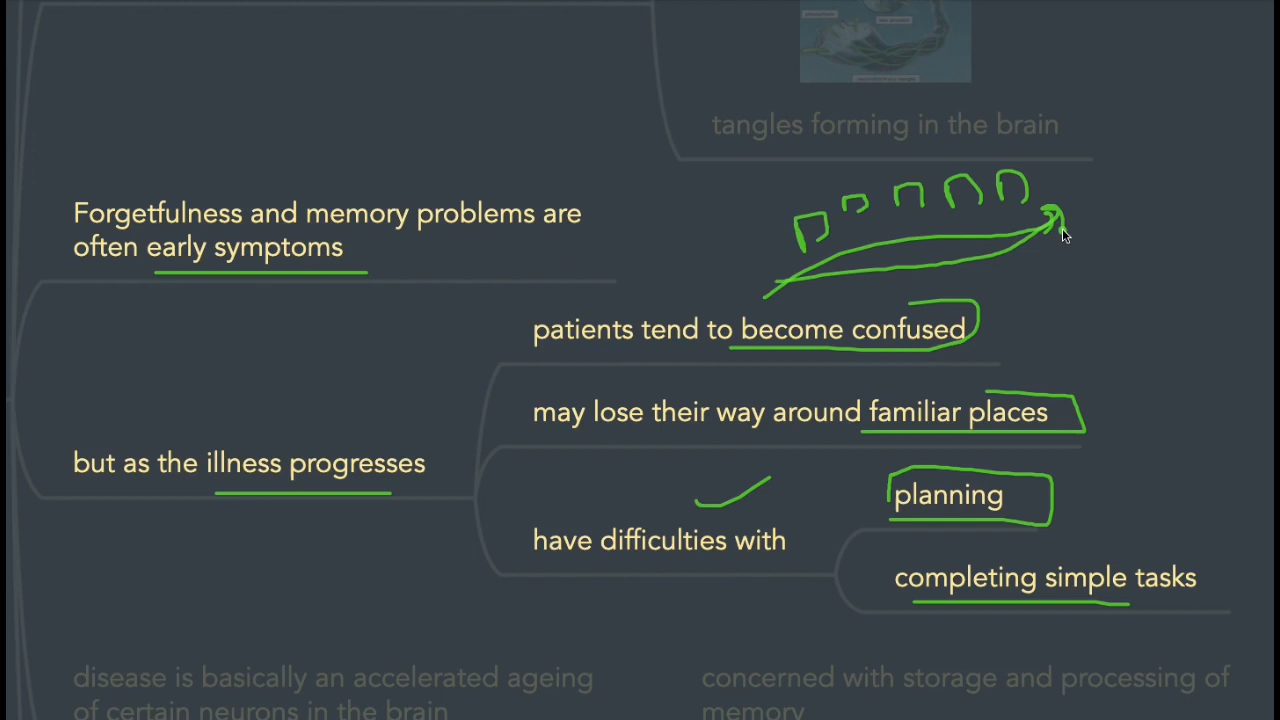 tangles forming in the brain
Forgetfulness and memory problems are
often early symptoms
patients tend to become confused
may lose their way around familiar places
but as the illness progresses
planning
have difficulties with
completing simple tasks
disease is basically an accelerated ageing
of certain neurons in the brain
concerned with storage and processing of
memory